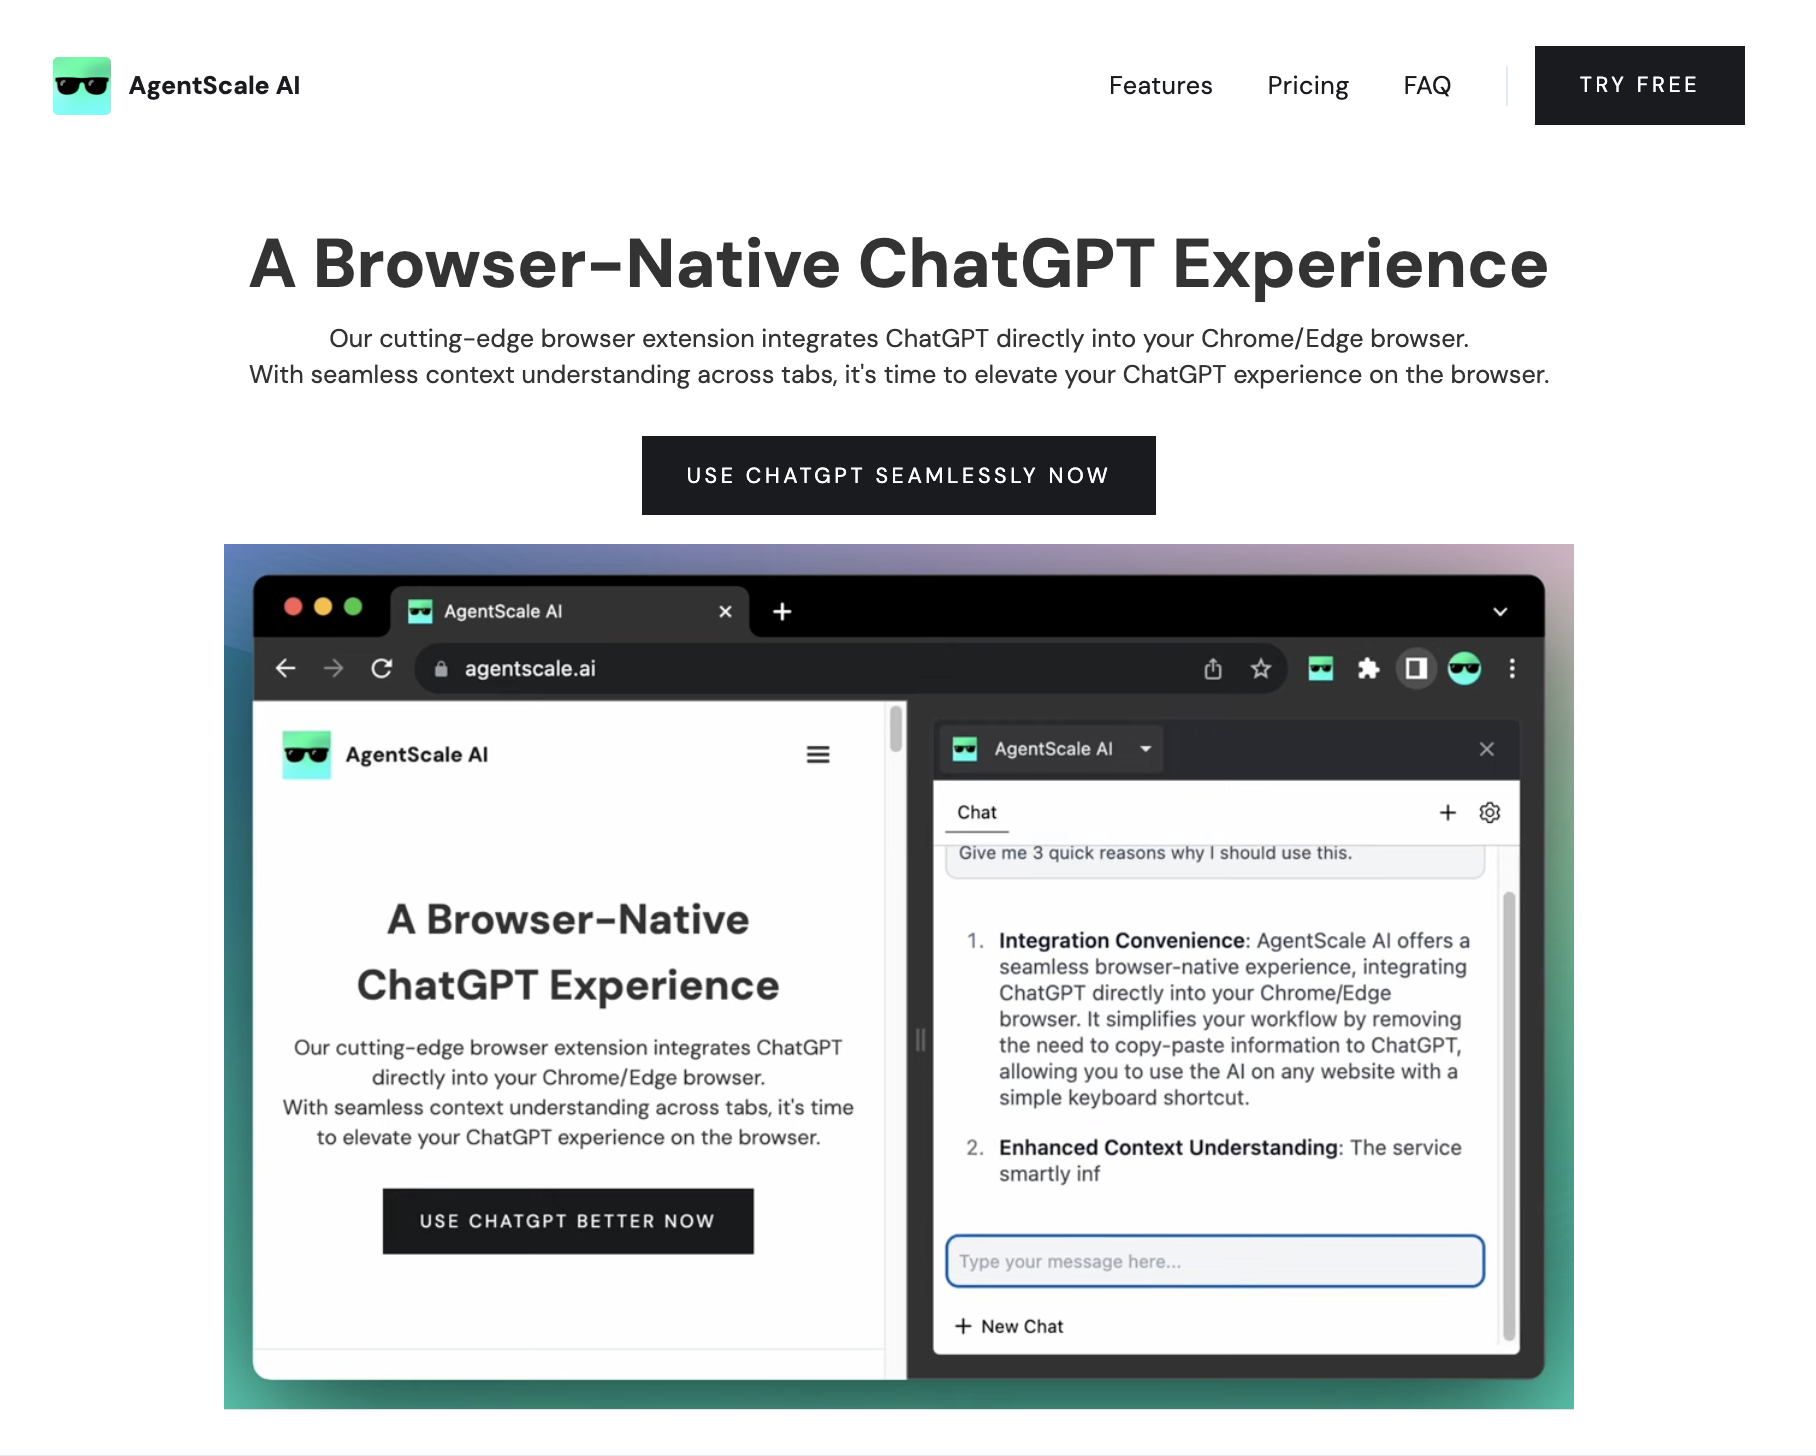 AgentScale AI
Features
Pricing
FAQ
TRY FREE
A Browser-Native ChatGPT Experience
Our cutting-edge browser extension integrates ChatGPT directly into your Chrome/Edge browser.
With seamless context understanding across tabs, it's time to elevate your ChatGPT experience on the browser.
USE CHATGPT SEAMLESSLY NOW
AgentScale AI
agentscale.ai
AgentScale AI
A Browser-Native
ChatGPT Experience
Our cutting-edge browser extension integrates ChatGPT
directly into your Chrome/Edge browser.
With seamless context understanding across tabs, it's time
to elevate your ChatGPT experience on the browser.
USE CHATGPT BETTER NOW
AgentScale AI
Chat
Give me 3 quick reasons why I should use this.
1. Integration Convenience: AgentScale AI offers a
seamless browser-native experience, integrating
ChatGPT directly into your Chrome/Edge
browser. It simplifies your workflow by removing
the need to copy-paste information to ChatGPT,
allowing you to use the AI on any website with a
simple keyboard shortcut.
2. Enhanced Context Understanding: The service
smartly inf
Type your message here...
New Chat